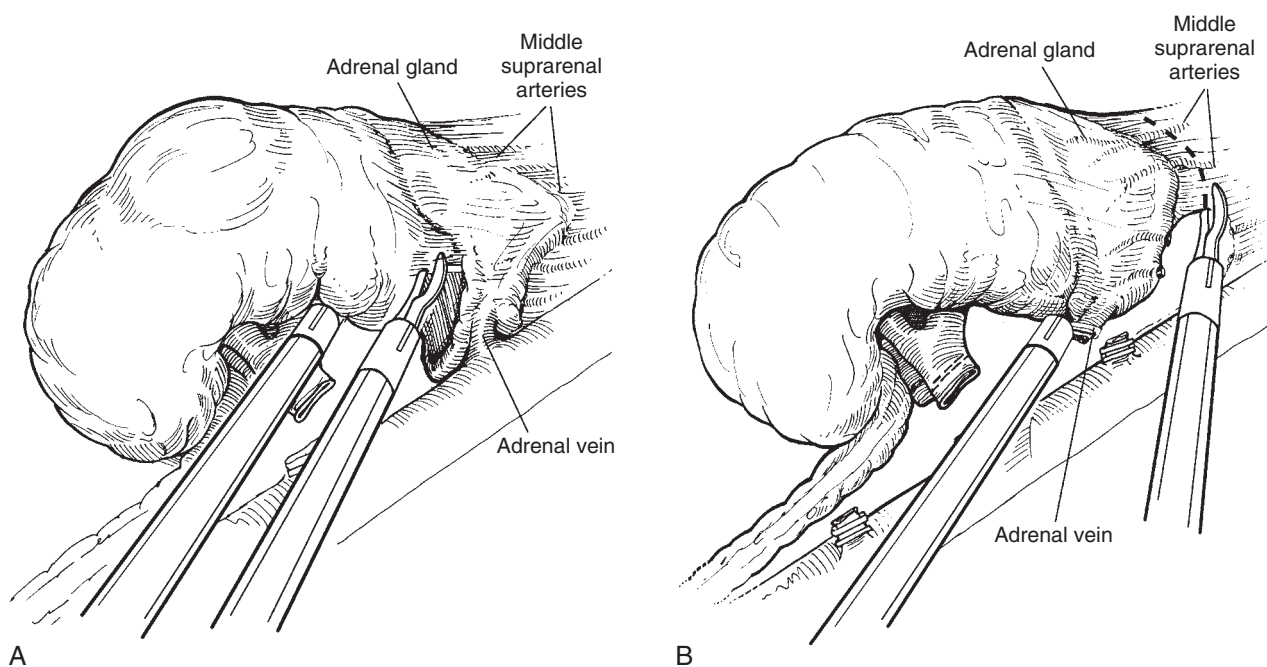 Adrenal gland
Middle
suprarenal
arteries
Adrenal vein
A
Adrenal gland
Middle
suprarenal
arteries
Adrenal vein
B